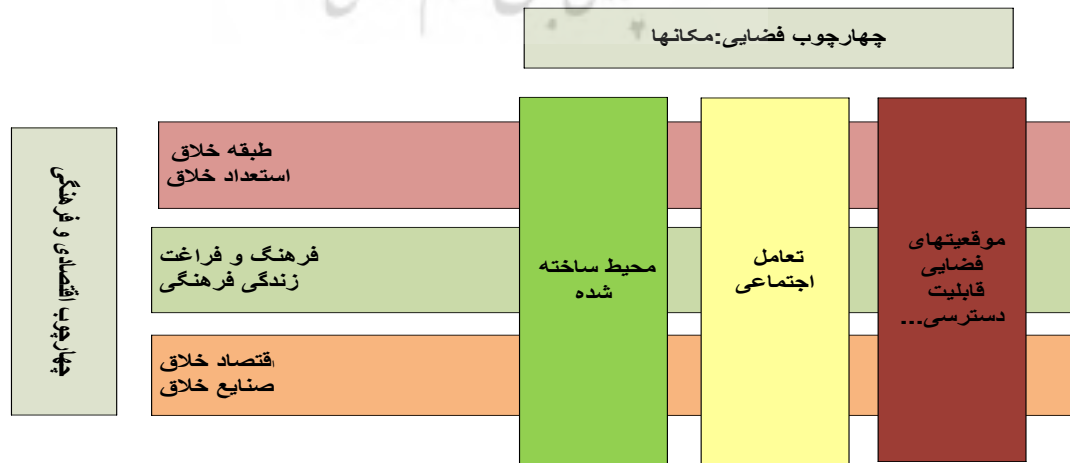 چهارچوب فضایی:مکانها
چهارچوب اقتصادی و فرهنگی
طبقه خلاق
استعداد خلاق
فرهنگ و فراغت
زندگی فرهنگی
اقتصاد خلاق
صنایع خلاق
محیط ساخته
شده
تعامل
اجتماعی
موقعیتهای
فضایی
قابلیت
دسترسی...